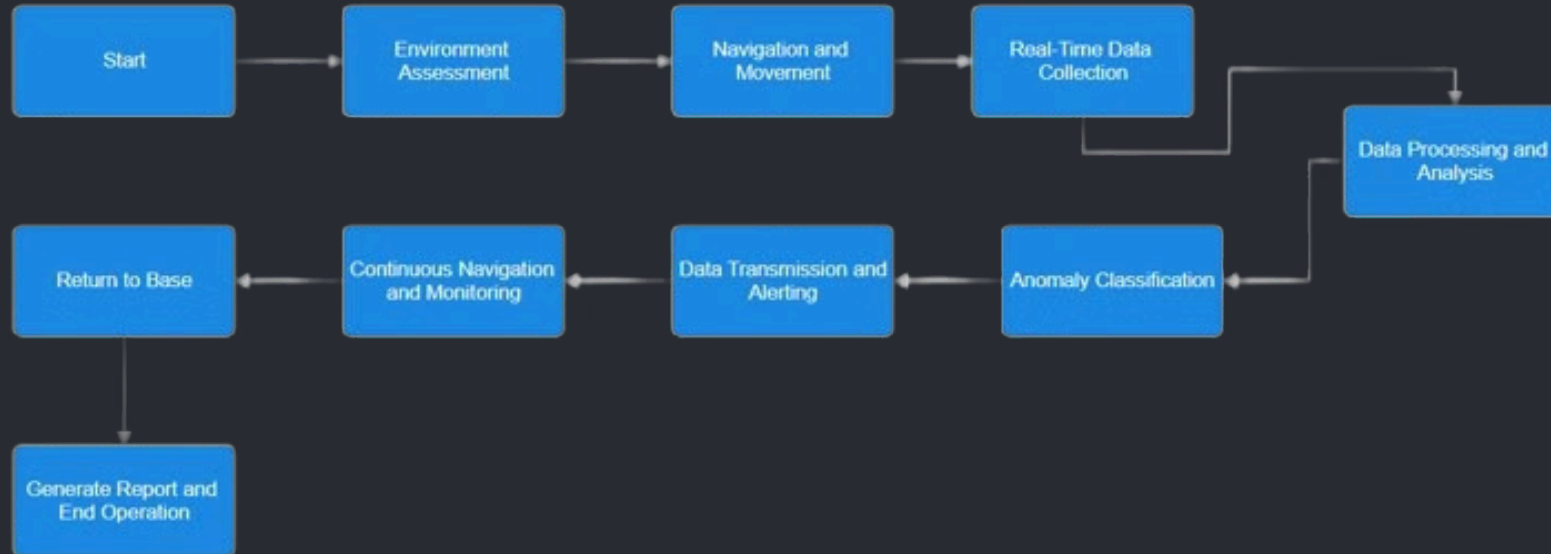 Start
Environment
Assessment
Navigation and
Movement
Real-Time Data
Collection
Data Processing and
Analysis
Anomaly Classification
Data Transmission and
Alerting
Continuous Navigation
and Monitoring
Return to Base
Generate Report and
End Operation